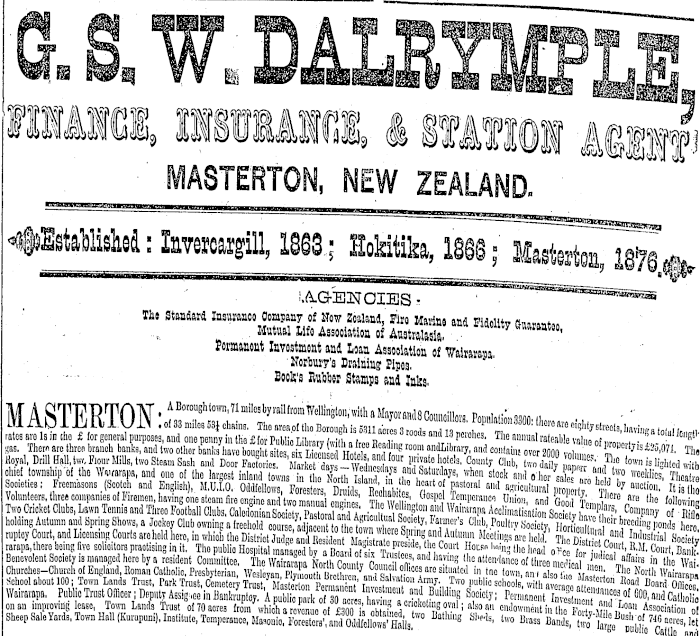 G. S. W. DALRYMPLE,
FINANCE, INSURANCE, & STATION AGENT
MASTERTON, NEW ZEALAND.
Established: Invercargill, 1863; Hokitika, 1866; Masterton, 1876.
AGENCIES.
The Standard Insurance Company of New Zealand, Fire Marine and Fidelity Guarantee,
Mutual Life Association of Australasia.
Permanent Investment and Loan Association of Wairarapa.
Norbury's Draining Pipes.
Book's Rubber Stamps and Inks.
MASTERTON: A Borough town, 71 miles by rail from Wellington, with a Mayor and 8 Councillors. Population 3300: there are eighty streets, having a total length
of 33 miles 53¼ chains. The area of the Borough is 5311 acres 3 roods and 13 perches. The annual rateable value of property is £25,071. The
rates are 1s in the £ for general purposes, and one penny in the £ for Public Library (with a free Reading room and Library, and contains over 2000 volumes. The town is lighted with
gas. There are three branch banks, and two other banks have bought sites, six Licensed Hotels, and four private hotels. County Club, two daily paper and two weeklies, Theatre
Royal, Drill Hall, two Flour Mills, two Steam Sash and Door Factories. Market days—Wednesdays and Saturdays, when stock and other sales are held by auction. It is the
chief township of the Wairarapa, and one of the largest inland towns in the North Island, in the heart of pastoral and agricultural property. There are the following
Societies: Freemasons (Scotch and English), M.U.I.O. Oddfellows, Foresters, Druids, Rechabites, Gospel Temperance Union, and Good Templars, Company of Rifle
Volunteers, three companies of Firemen, having one steam fire engine and two manual engines. The Wellington and Wairarapa Acclimatisation Society have their breeding ponds here,
Two Cricket Clubs, Lawn Tennis and Three Football Clubs, Caledonian Society, Pastoral and Agricultural Society, Farmer's Club, Poultry Society, Horticultural and Industrial Society
holding Autumn and Spring Shows, a Jockey Club owning a freehold course, adjacent to the town where Spring and Autumn Meetings are held. The District Court, R.M. Court, Bank-
ruptcy Court, and Licensing Courts are held here, in which the District Judge and Resident Magistrate preside, the Court House being the head office for judicial affairs in the Wai-
rarapa, there being five solicitors practising in it. The public Hospital managed by a Board of six Trustees, and having the attendance of three medical men. The North Wairarapa
Benevolent Society is managed here by a resident Committee. The Wairarapa North County Council offices are situated in the town, and also the Masterton Road Board Offices,
Churches—Church of England, Roman Catholic, Presbyterian, Wesleyan, Plymouth Brethren, and Salvation Army. Two public schools, with average attendances of 600, and Catholic
School about 100; Town Lands Trust, Park Trust, Cemetery Trust, Masterton Permanent Investment and Building Society; Permanent Investment and Loan Association of
Wairarapa. Public Trust Officer; Deputy Assignee in Bankruptcy. A public park of 30 acres, having a cricketing oval; also an endowment in the Forty-Mile Bush of 746 acres, let
on an improving lease, Town Lands Trust of 70 acres from which a revenue of £300 is obtained, two Bathing Sheds, two Brass Bands, two large public Cattle and
Sheep Sale Yards, Town Hall (Kurupuni), Institute, Temperance, Masonic, Foresters', and Oddfellows' Halls.